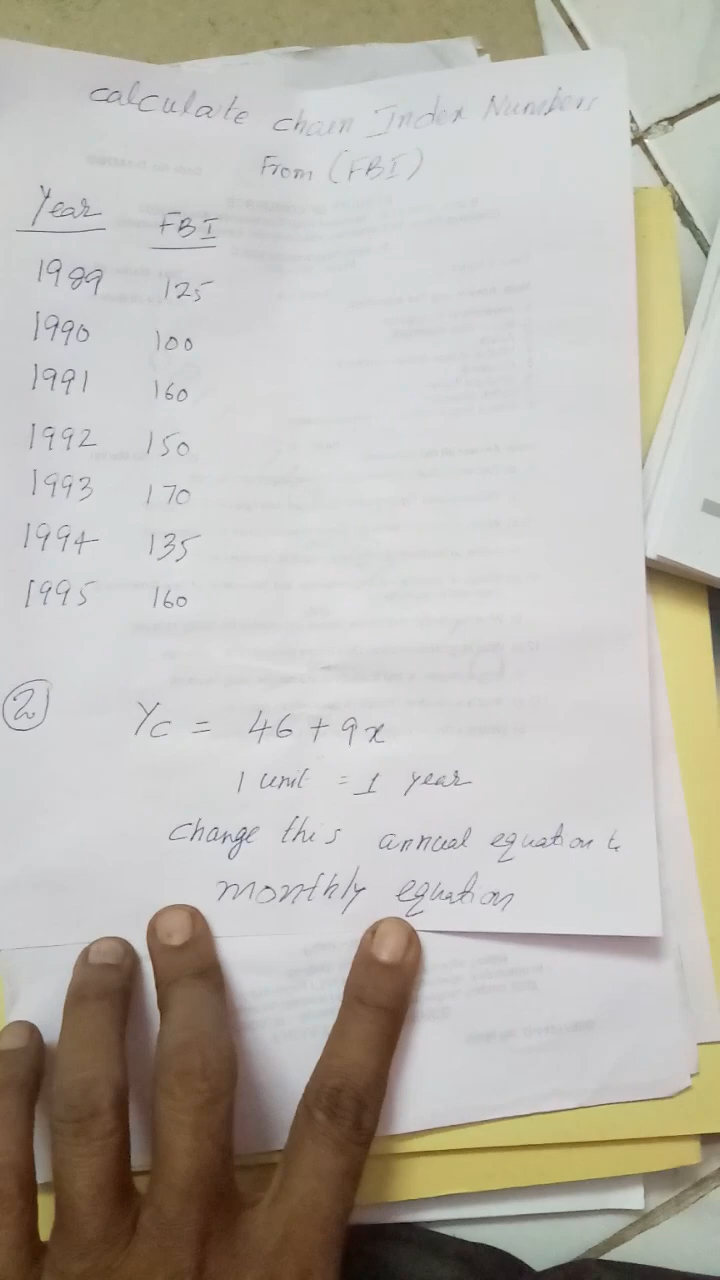 calculate chain Index Numbers
From (FBI)
Year FBI
1989 125
1990 100
1991 160
1992 150
1993 170
1994 135
1995 160
② Yc = 46 + 9x
1 unit = 1 year
change this annual equation to
monthly equation